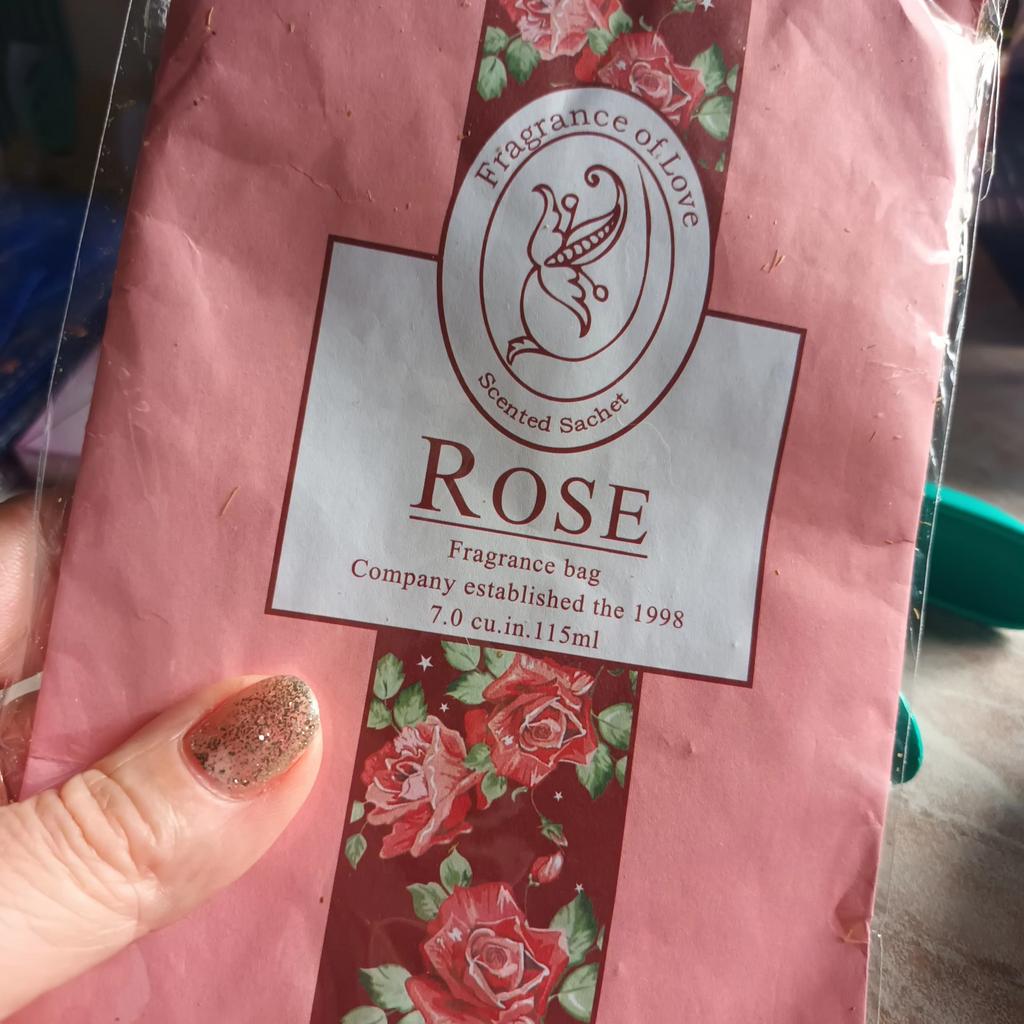 Fragrance of Love
Scented Sachet
ROSE
Fragrance bag
Company established the 1998
7.0 cu.in.115ml